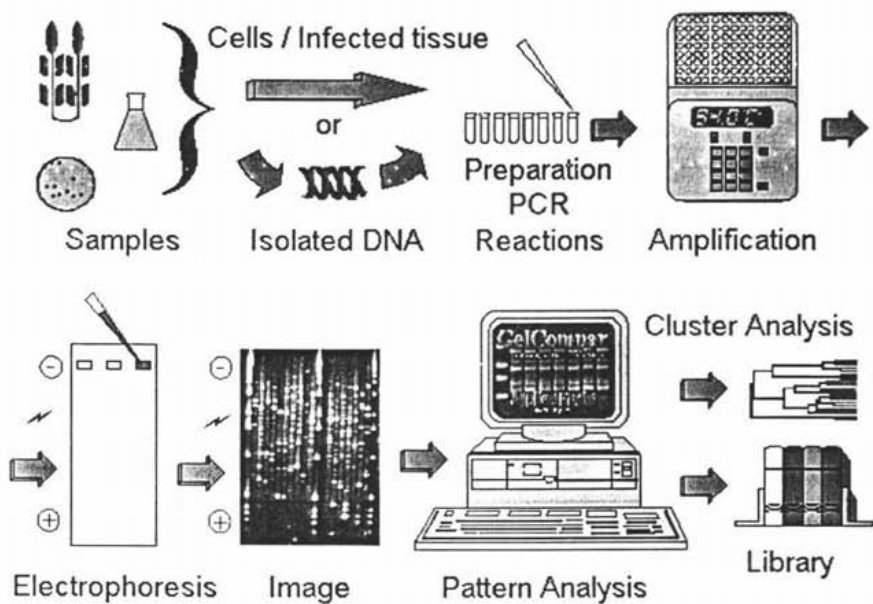 Cells / Infected tissue
or
Samples
Isolated DNA
Preparation
PCR
Reactions
Amplification
Cluster Analysis
GelCompar
Electrophoresis
Image
Pattern Analysis
Library